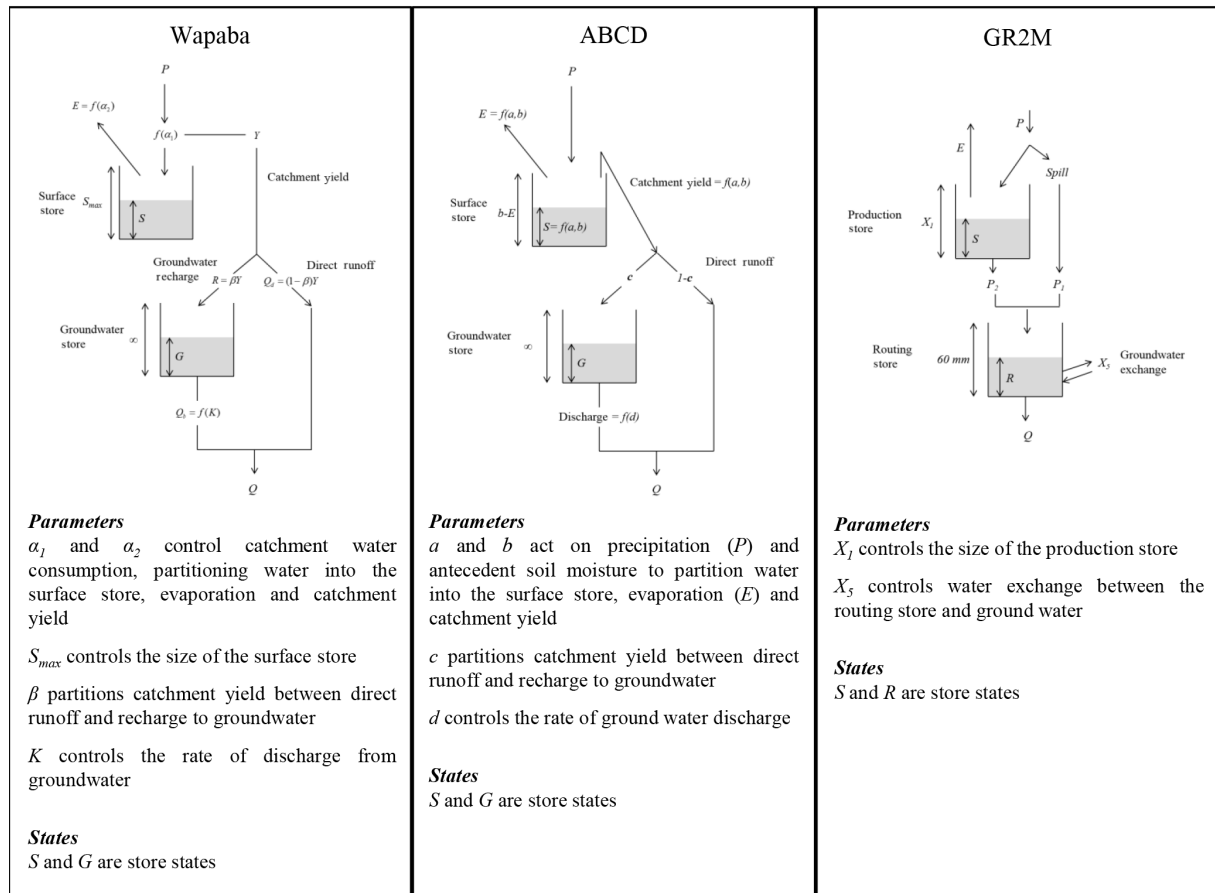 Wapaba
P
E = f(α2)
f(α1)
Y
Catchment yield
Surface
store
Smax
S
Groundwater
recharge
R = βY
Qd = (1−β)Y
Direct runoff
Groundwater
store
∞
G
Qb = f(K)
Q
Parameters
α1 and α2 control catchment water
consumption, partitioning water into the
surface store, evaporation and catchment
yield
Smax controls the size of the surface store
β partitions catchment yield between direct
runoff and recharge to groundwater
K controls the rate of discharge from
groundwater
States
S and G are store states
ABCD
P
E = f(a,b)
Catchment yield = f(a,b)
Surface
store
b-E
S= f(a,b)
Direct runoff
c
1-c
Groundwater
store
∞
G
Discharge = f(d)
Q
Parameters
a and b act on precipitation (P) and
antecedent soil moisture to partition water
into the surface store, evaporation (E) and
catchment yield
c partitions catchment yield between direct
runoff and recharge to groundwater
d controls the rate of ground water discharge
States
S and G are store states
GR2M
P
E
Spill
Production
store
X1
S
P2
P1
Routing
store
60 mm
R
X5
Groundwater
exchange
Q
Parameters
X1 controls the size of the production store
X5 controls water exchange between the
routing store and ground water
States
S and R are store states